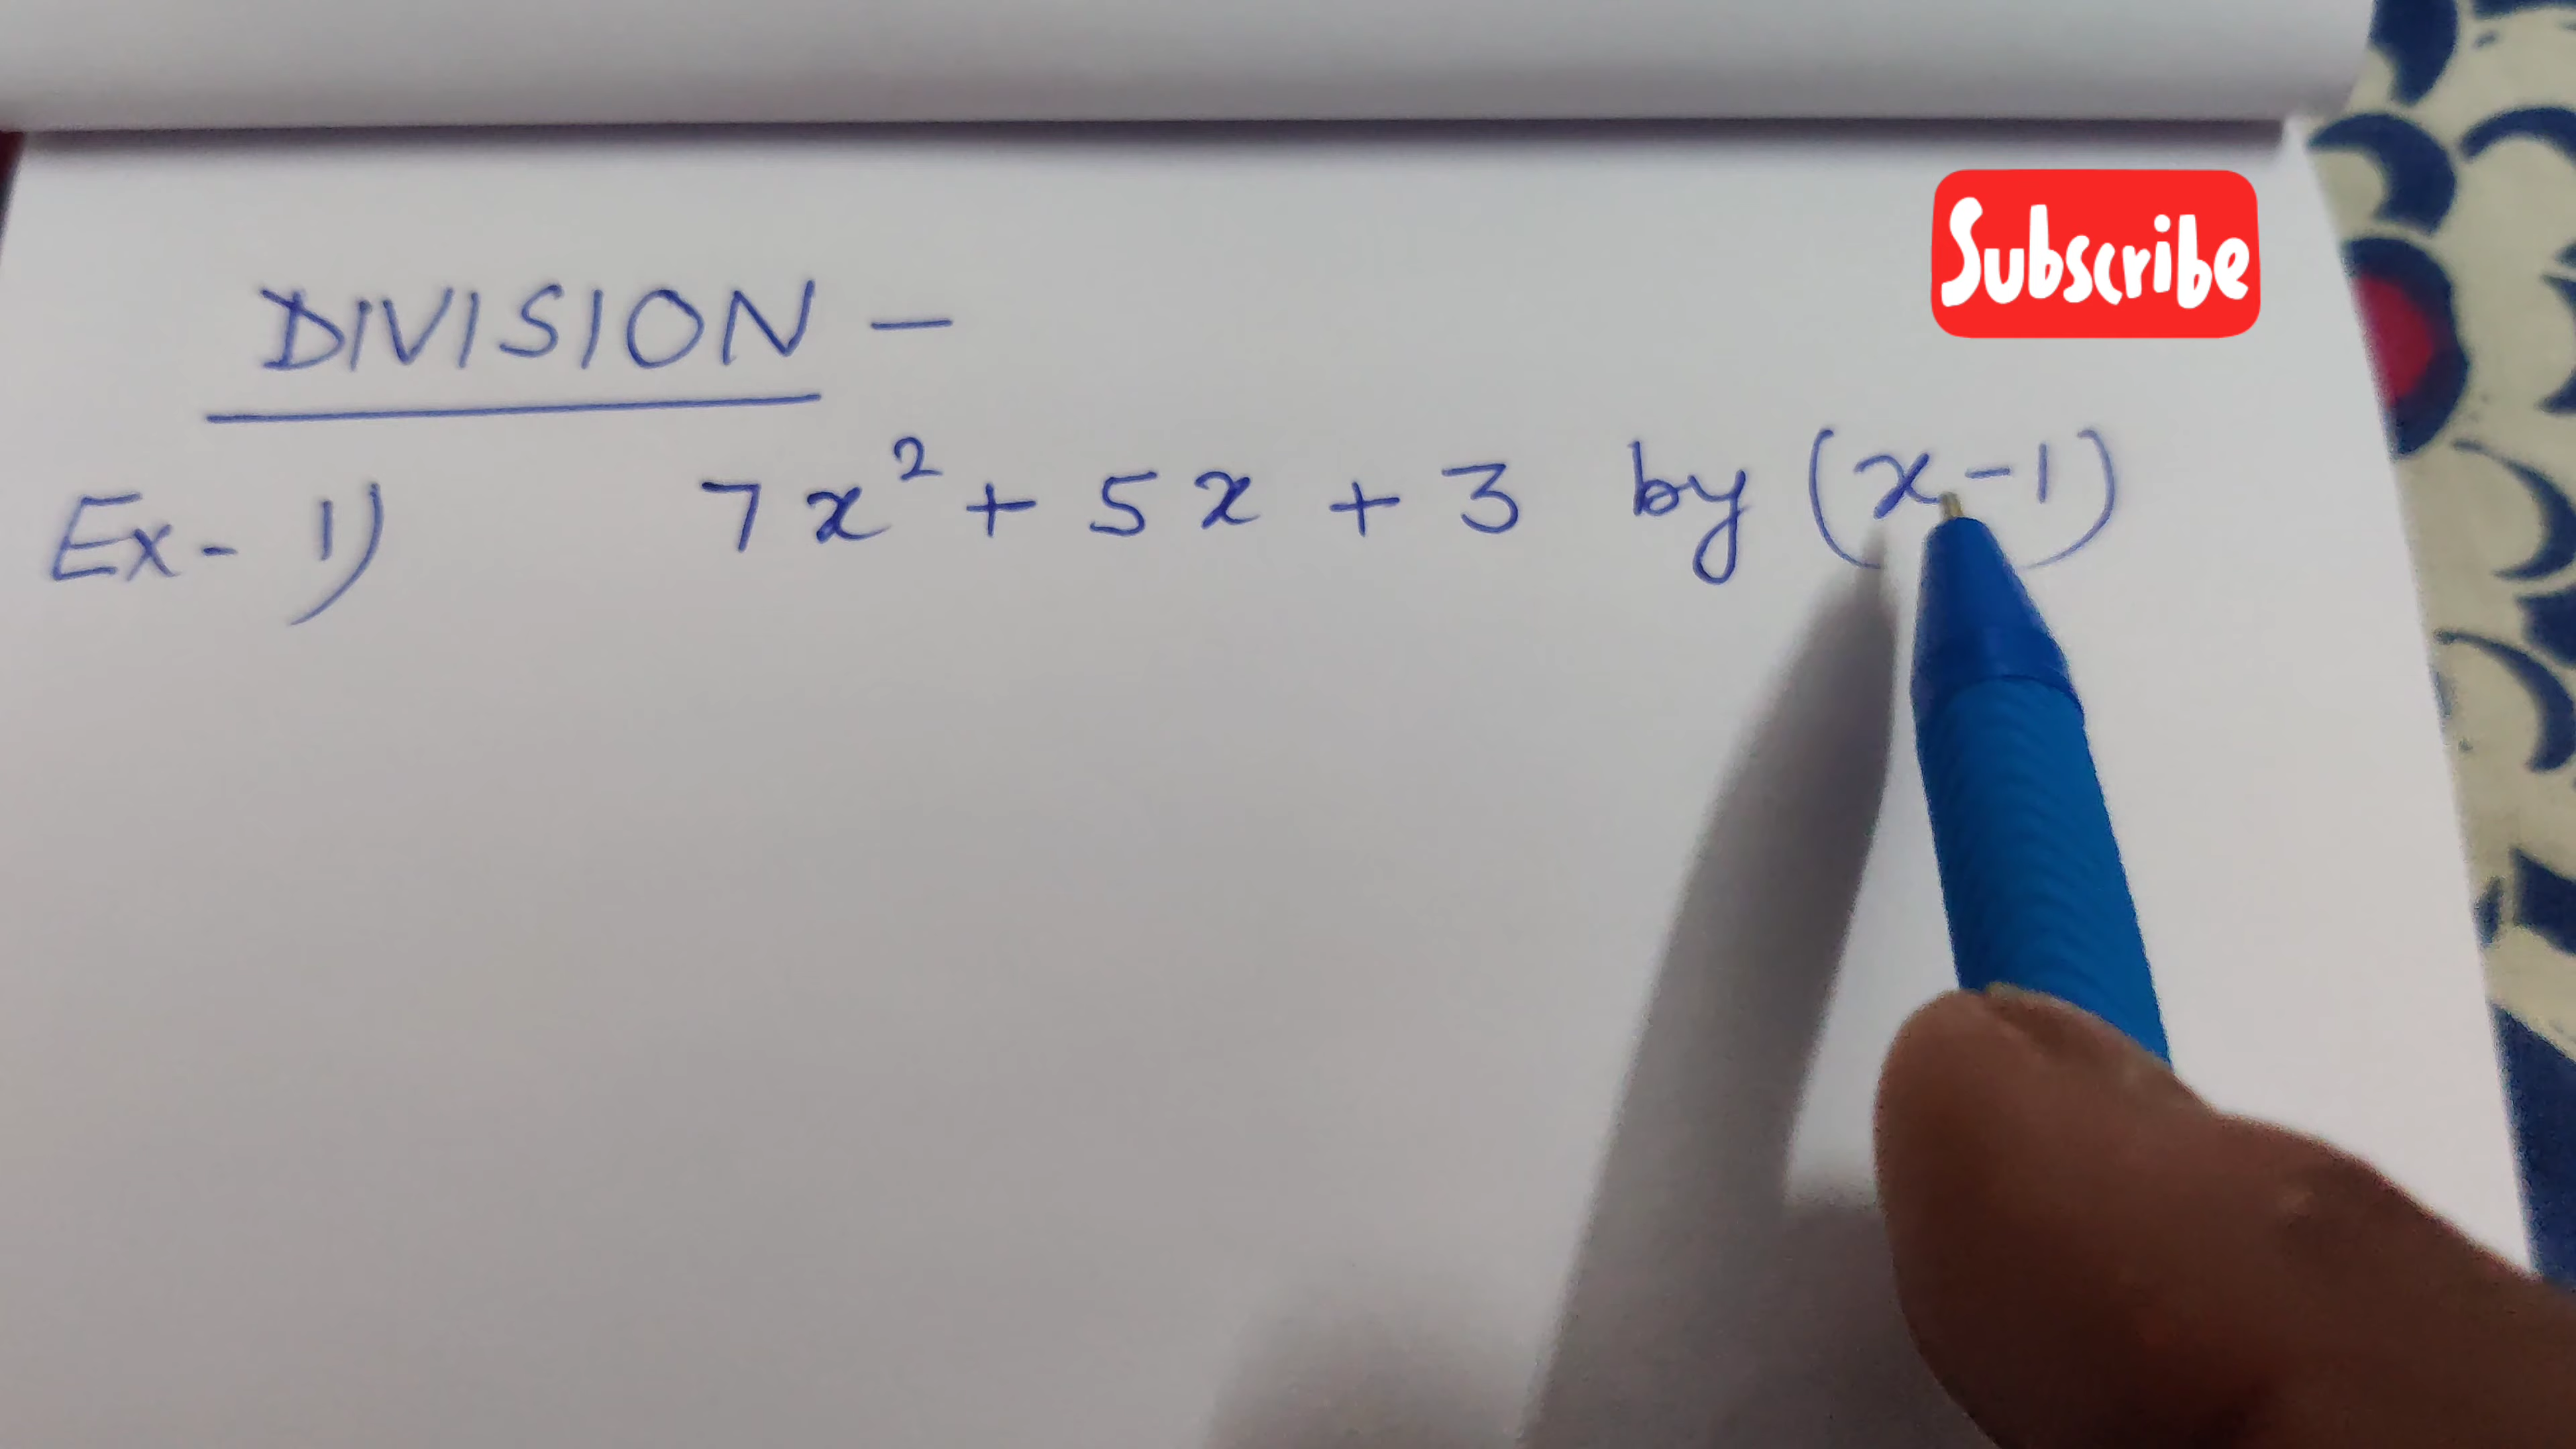 Subscribe
DIVISION -
Ex- 1) 7x² + 5x + 3 by (x-1)